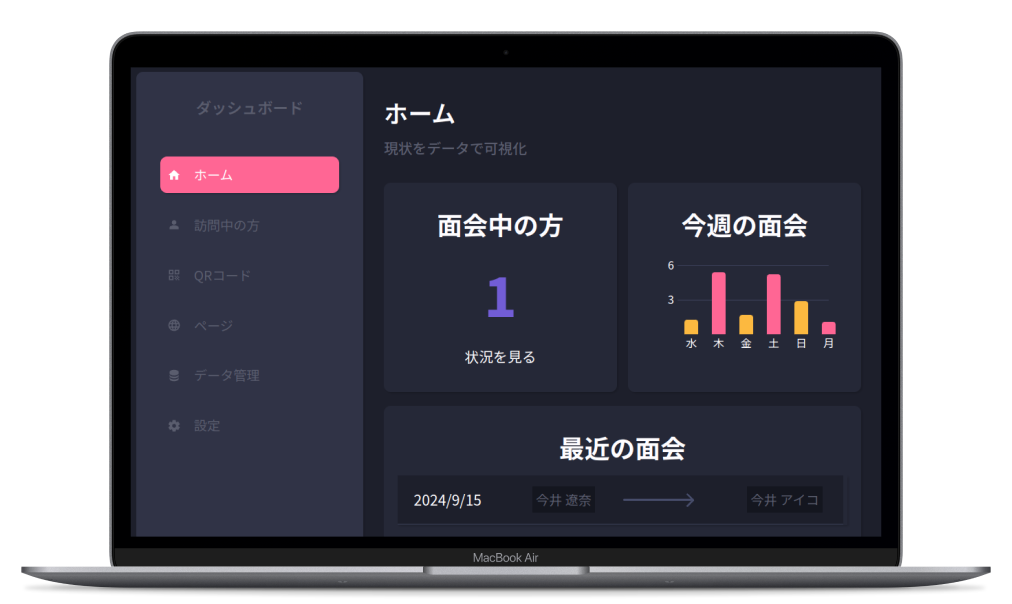 ダッシュボード
ホーム
訪問中の方
QRコード
ページ
データ管理
設定
ホーム
現状をデータで可視化
面会中の方
1
状況を見る
今週の面会
6
3
水 木 金 土 日 月
最近の面会
2024/9/15 今井 遼奈 今井 アイコ
MacBook Air